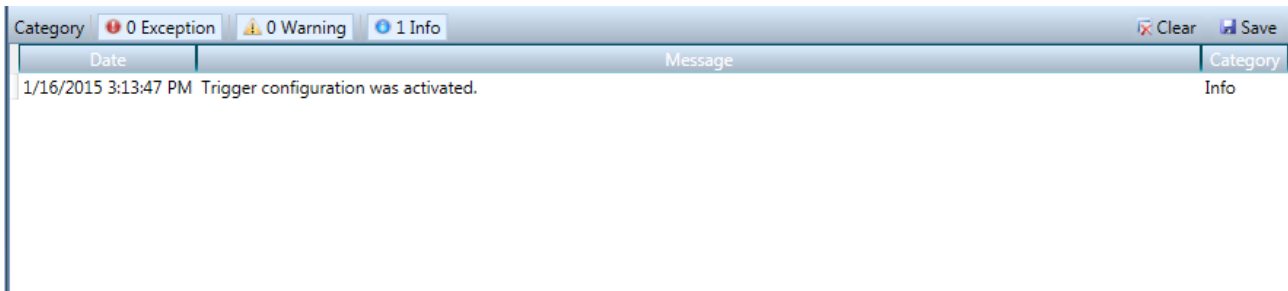 Category 0 Exception 0 Warning 1 Info Clear Save
Date Message Category
1/16/2015 3:13:47 PM Trigger configuration was activated. Info